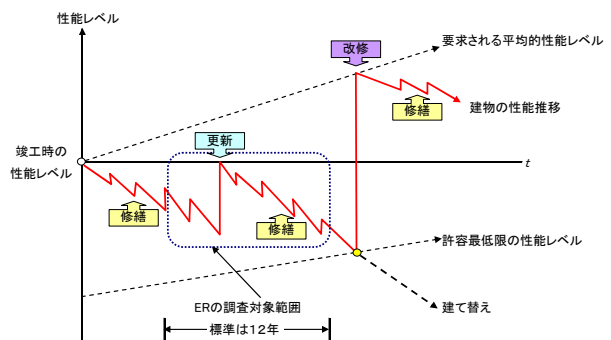 性能レベル
要求される平均的性能レベル
改修
修繕
建物の性能推移
更新
竣工時の
性能レベル
t
修繕
修繕
許容最低限の性能レベル
ERの調査対象範囲
建て替え
標準は12年